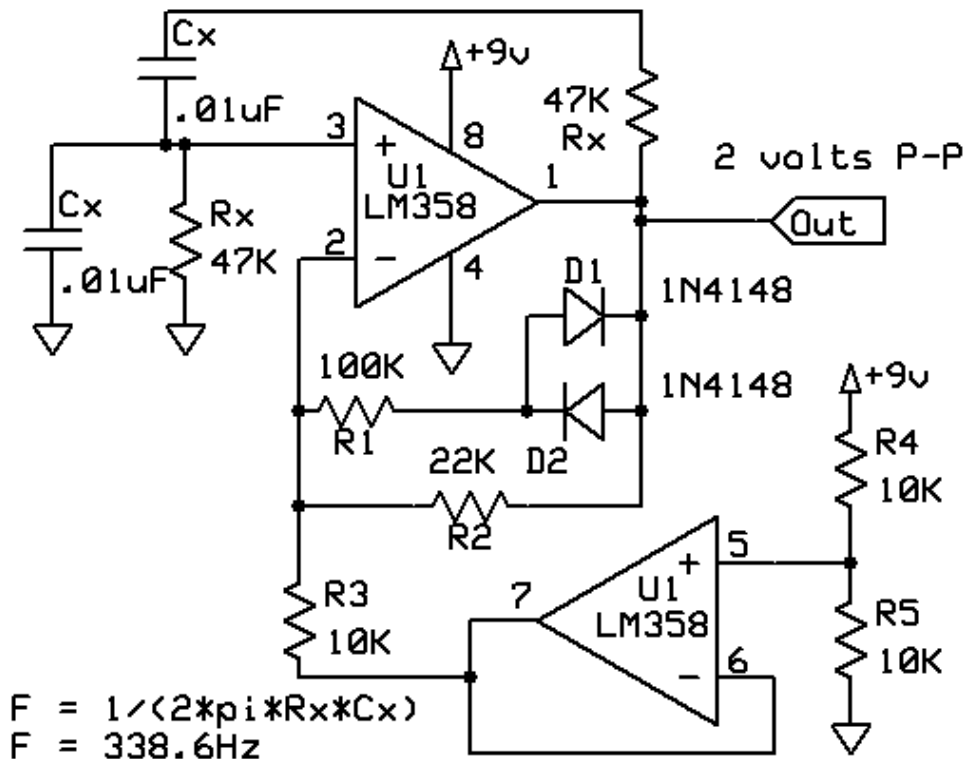 Cx
+9v
47K
Rx
.01uF
3
+
8
2 volts P-P
U1
1
LM358
Cx
Rx
Out
2
-
4
47K
.01uF
D1
1N4148
100K
1N4148
+9v
R1
22K
D2
R4
10K
R2
5
+
7
U1
R3
LM358
R5
10K
6
10K
-
F = 1/(2*pi*Rx*Cx)
F = 338.6Hz